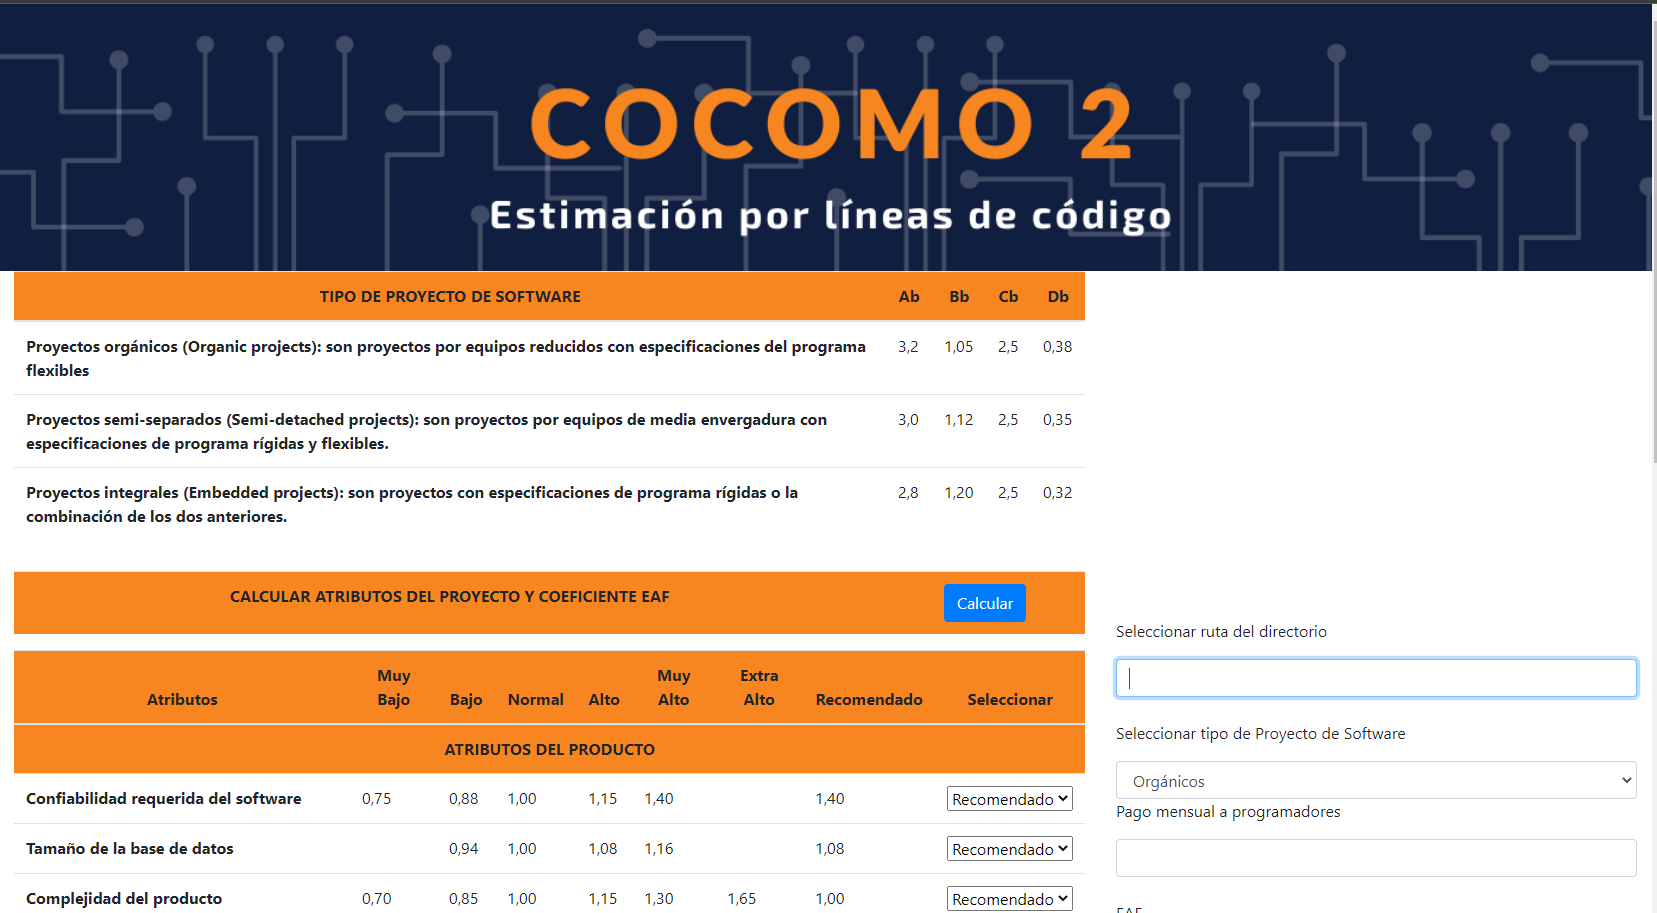 COCOMO 2
Estimación por líneas de código
TIPO DE PROYECTO DE SOFTWARE Ab Bb Cb Db
Proyectos orgánicos (Organic projects): son proyectos por equipos reducidos con especificaciones del programa 3,2 1,05 2,5 0,38
flexibles
Proyectos semi-separados (Semi-detached projects): son proyectos por equipos de media envergadura con 3,0 1,12 2,5 0,35
especificaciones de programa rígidas y flexibles.
Proyectos integrales (Embedded projects): son proyectos con especificaciones de programa rígidas o la 2,8 1,20 2,5 0,32
combinación de los dos anteriores.
CALCULAR ATRIBUTOS DEL PROYECTO Y COEFICIENTE EAF Calcular
Muy Muy Extra
Atributos Bajo Bajo Normal Alto Alto Alto Recomendado Seleccionar
ATRIBUTOS DEL PRODUCTO
Confiabilidad requerida del software 0,75 0,88 1,00 1,15 1,40 1,40 Recomendado
Tamaño de la base de datos 0,94 1,00 1,08 1,16 1,08 Recomendado
Complejidad del producto 0,70 0,85 1,00 1,15 1,30 1,65 1,00 Recomendado
Seleccionar ruta del directorio
Seleccionar tipo de Proyecto de Software
Orgánicos
Pago mensual a programadores
EAF